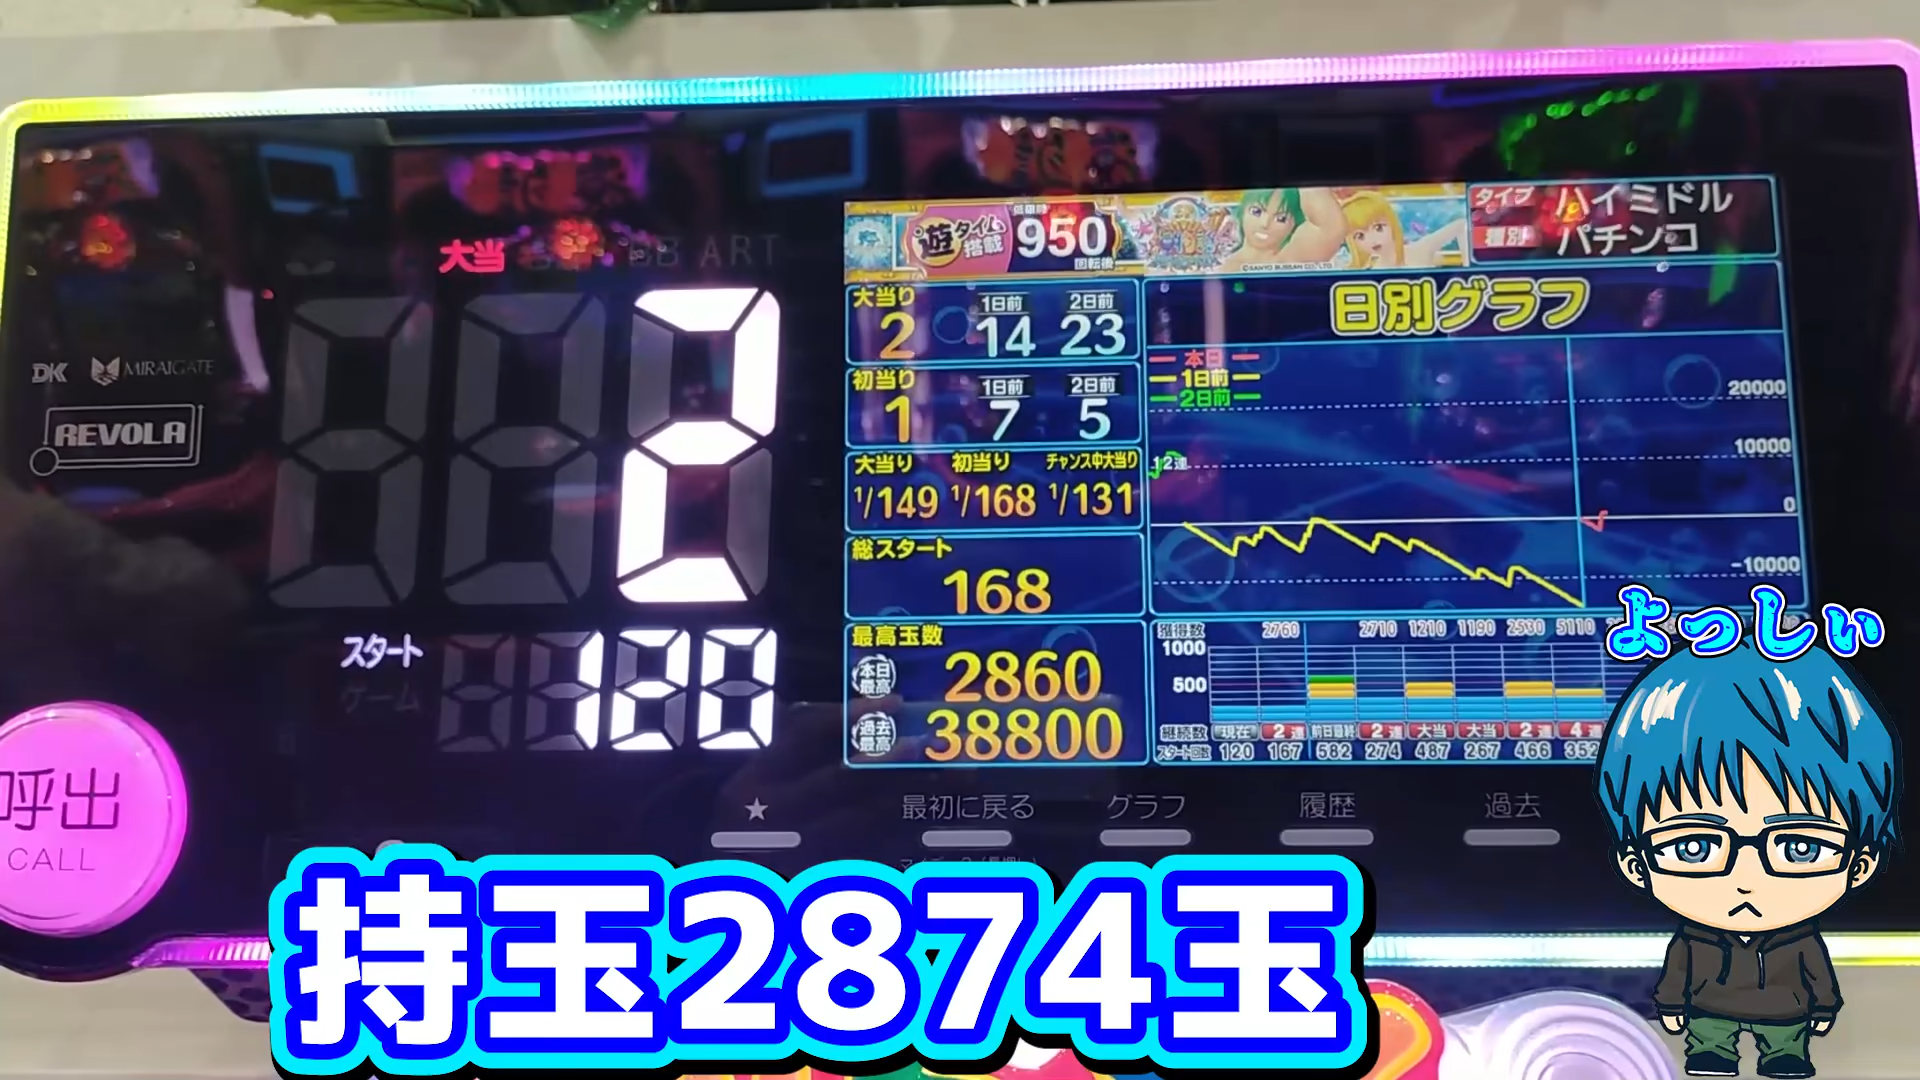 大当 BB ART
2
DK MIRAIGATE
REVOLA
スタート
120
ゲーム
呼出
CALL
遊タイム搭載
低確時
950
回転後
©SANYO BUSSAN CO.,LTD.
タイプ ハイミドル
種別 パチンコ
大当り 1日前 2日前
2 14 23
初当り 1日前 2日前
1 7 5
大当り 初当り チャンス中大当り
1/149 1/168 1/131
総スタート
168
最高玉数
本日最高 2860
過去最高 38800
日別グラフ
本日
1日前
2日前
20000
10000
12連
0
-10000
獲得数 2760 2710 1210 1190 2530 5110
1000
500
継続数 現在 2連 前日最終 2連 大当 大当 2連 4連
スタート回数 120 167 582 274 487 267 466 352
★ 最初に戻る グラフ 履歴 過去
よっしぃ
持玉2874玉